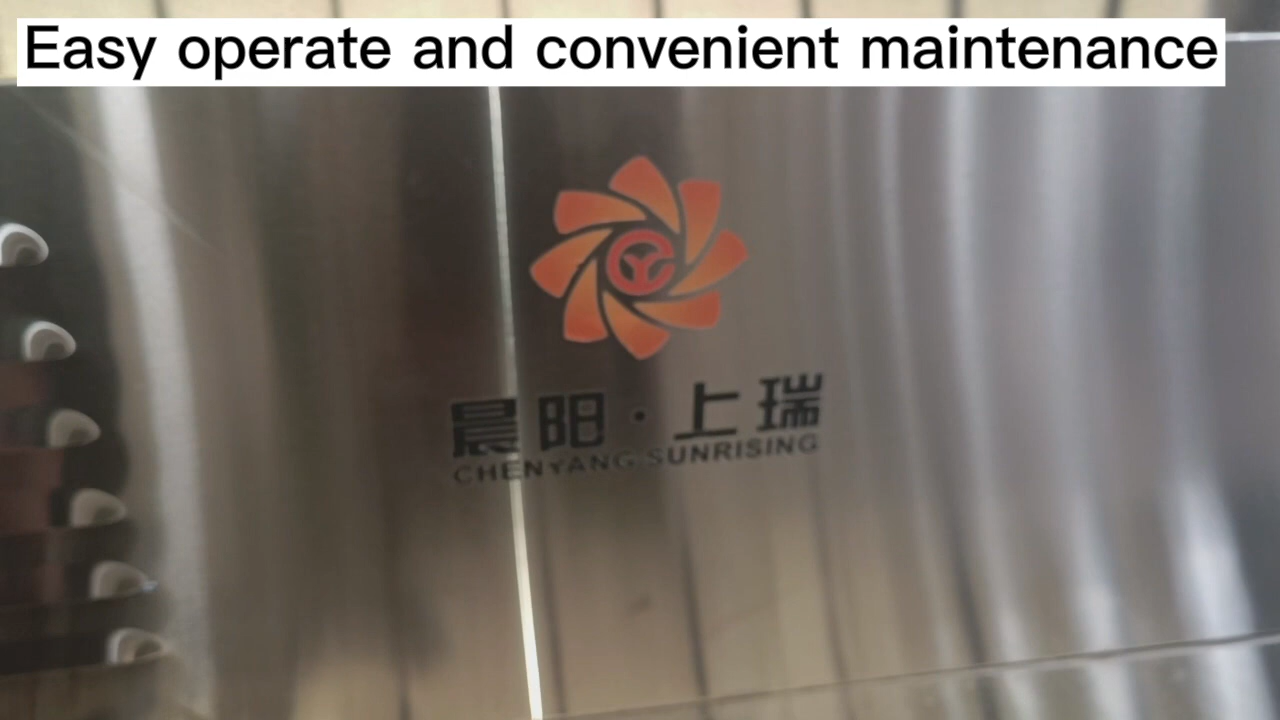 Easy operate and convenient maintenance
晨阳·上瑞
CHENYANG SUNRISING